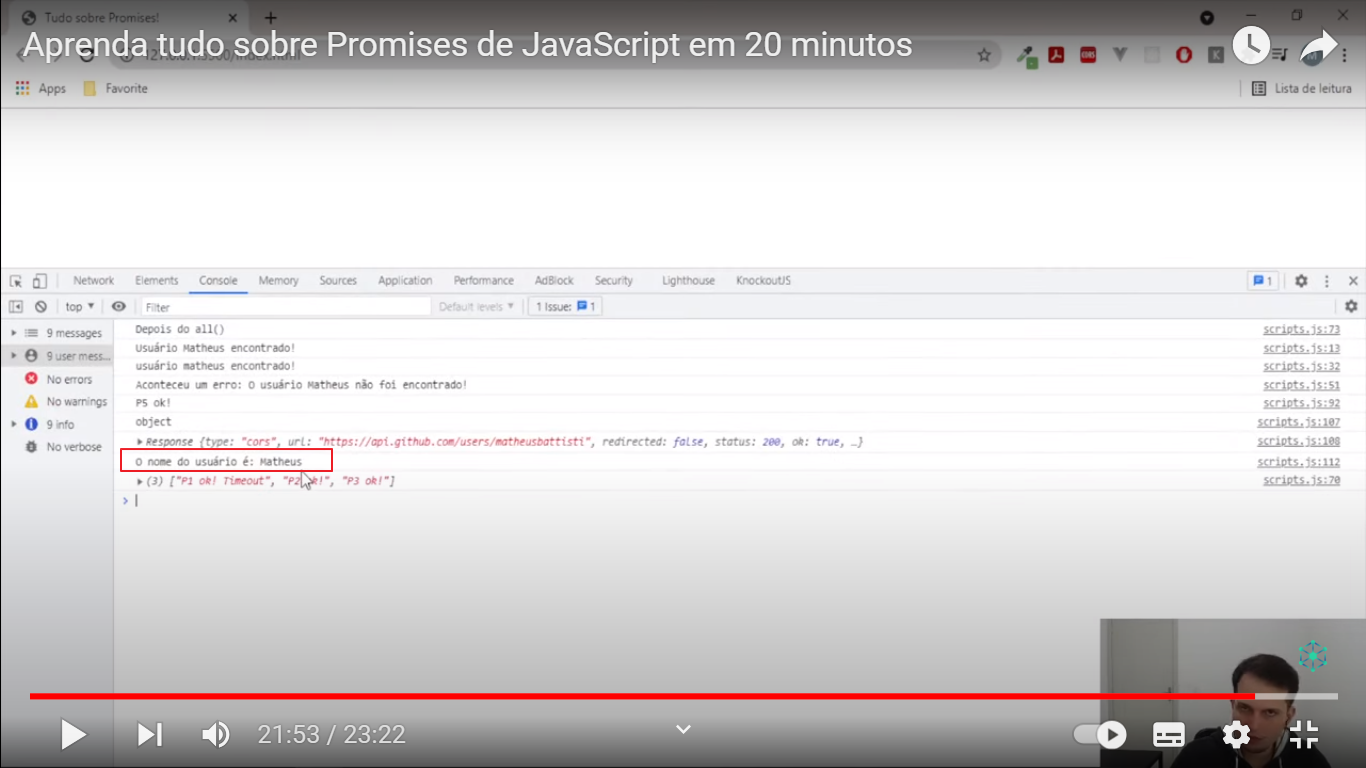 Tudo sobre Promises!
Aprenda tudo sobre Promises de JavaScript em 20 minutos
Apps
Favorite
Lista de leitura
Network Elements Console Memory Sources Application Performance AdBlock Security Lighthouse KnockoutJS 1
top Filter Default levels 1 Issue: 1
9 messages
9 user mess...
No errors
No warnings
9 info
No verbose
Depois do all() scripts.js:73
Usuário Matheus encontrado! scripts.js:13
usuário matheus encontrado! scripts.js:32
Aconteceu um erro: O usuário Matheus não foi encontrado! scripts.js:51
P5 ok! scripts.js:92
object scripts.js:107
Response {type: "cors", url: "https://api.github.com/users/matheusbattisti", redirected: false, status: 200, ok: true, …} scripts.js:108
O nome do usuário é: Matheus scripts.js:112
(3) ["P1 ok! Timeout", "P2 ok!", "P3 ok!"] scripts.js:70
21:53 / 23:22